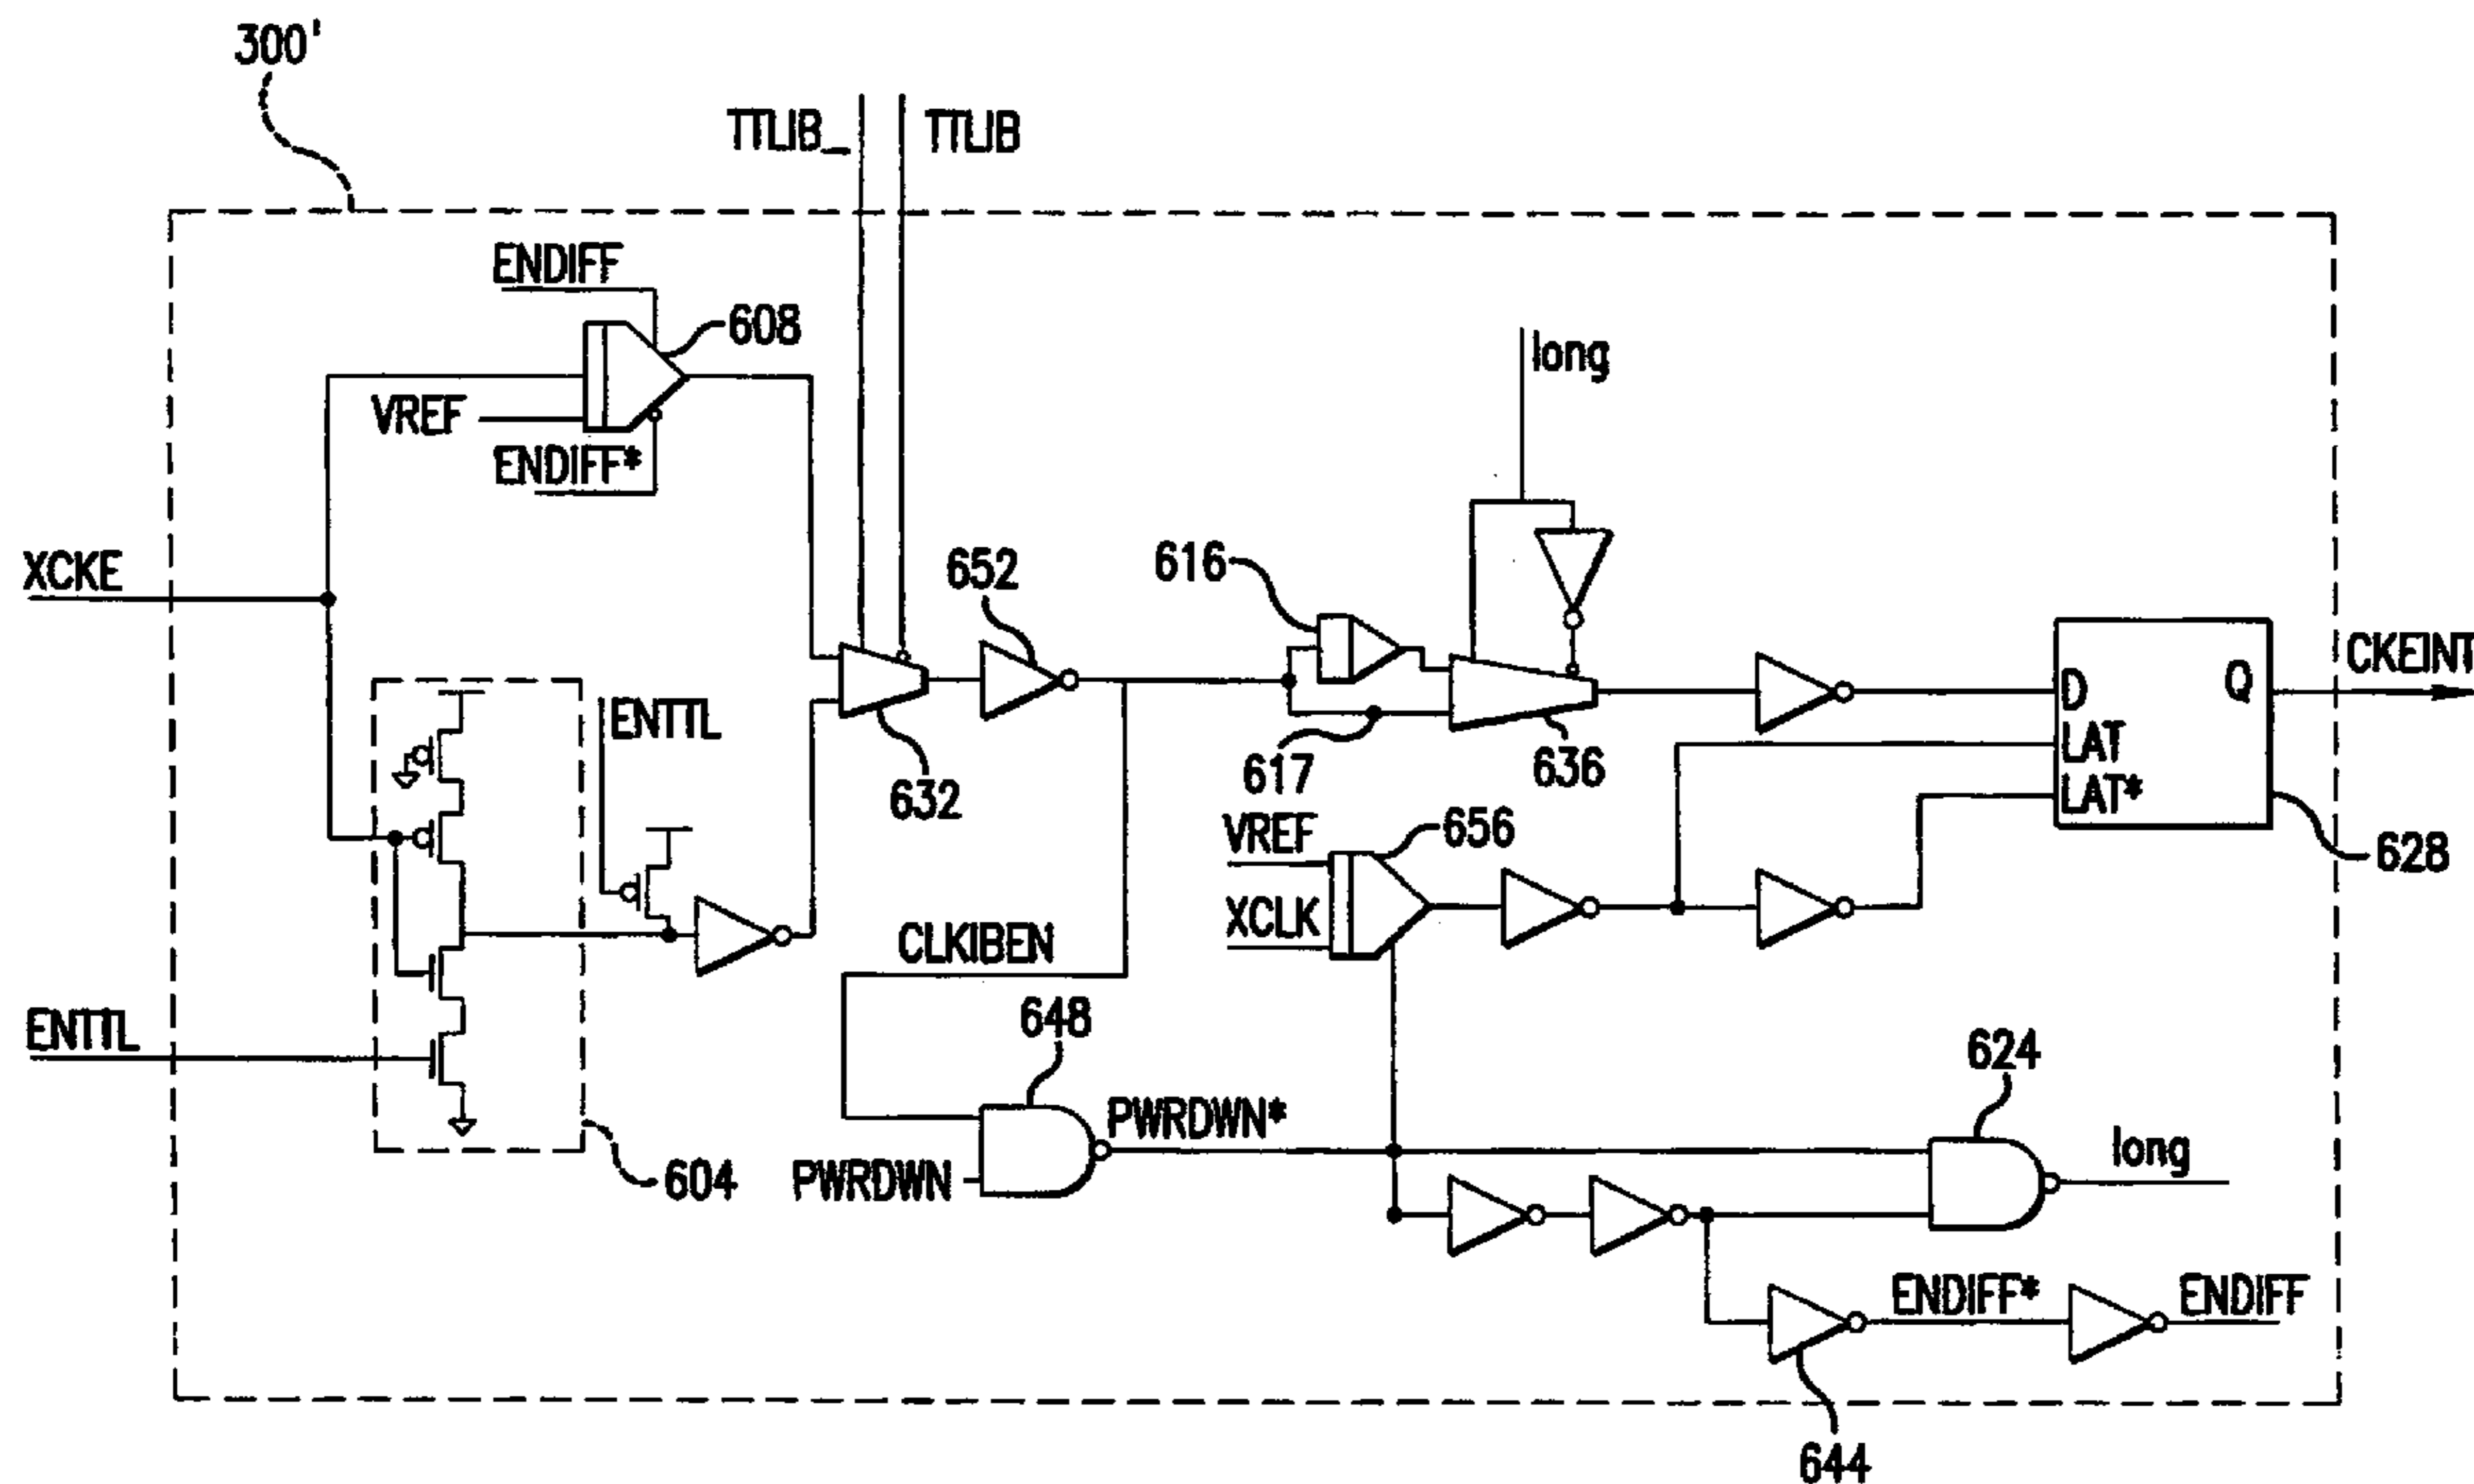 300'
TTLIB_
TTLIB
ENDIFF
608
VREF
ENDIFF*
long
XCKE
652
616
CKEINT
D
Q
LAT
LAT*
ENTTL
632
617
636
VREF
656
628
XCLK
CLKIBEN
ENTTL
648
624
PWRDWN*
long
604
PWRDWN
ENDIFF*
ENDIFF
644